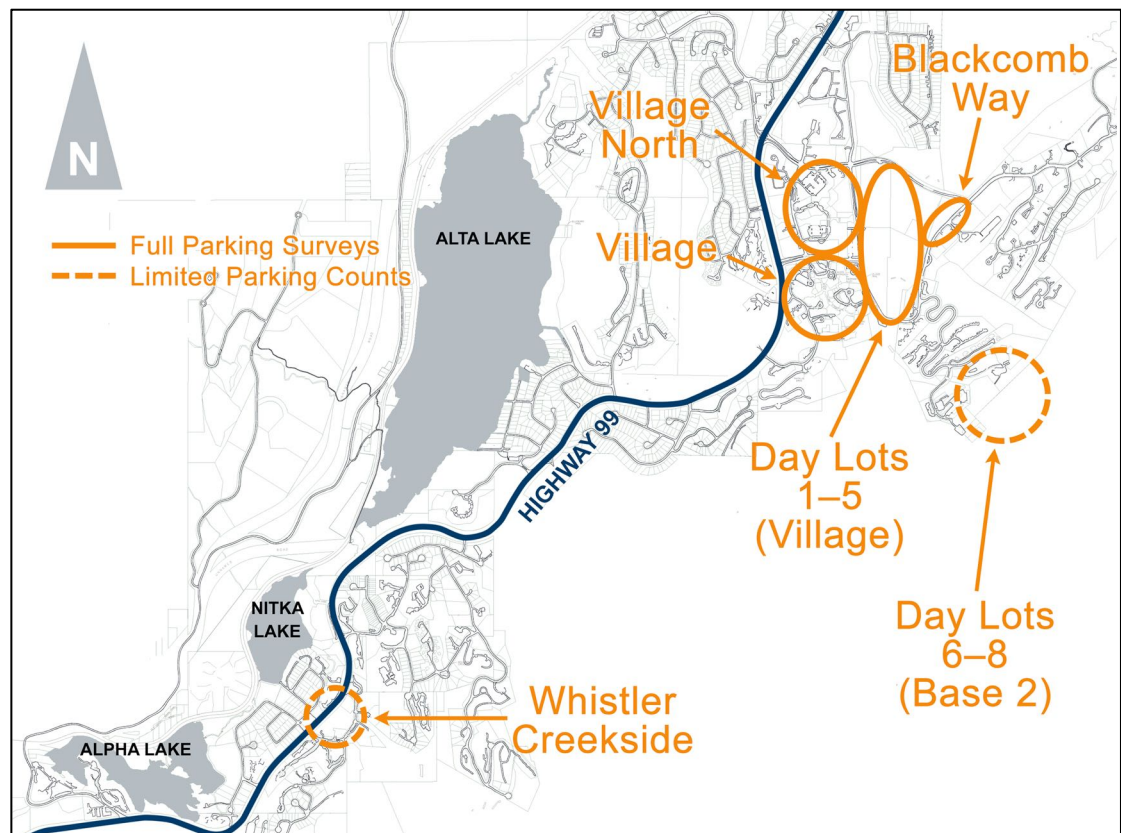 Blackcomb
Way
Village
North
N
ALTA LAKE
Full Parking Surveys
Limited Parking Counts
Village
HIGHWAY 99
Day Lots
1–5
(Village)
NITKA
LAKE
Day Lots
6–8
(Base 2)
Whistler
Creekside
ALPHA LAKE